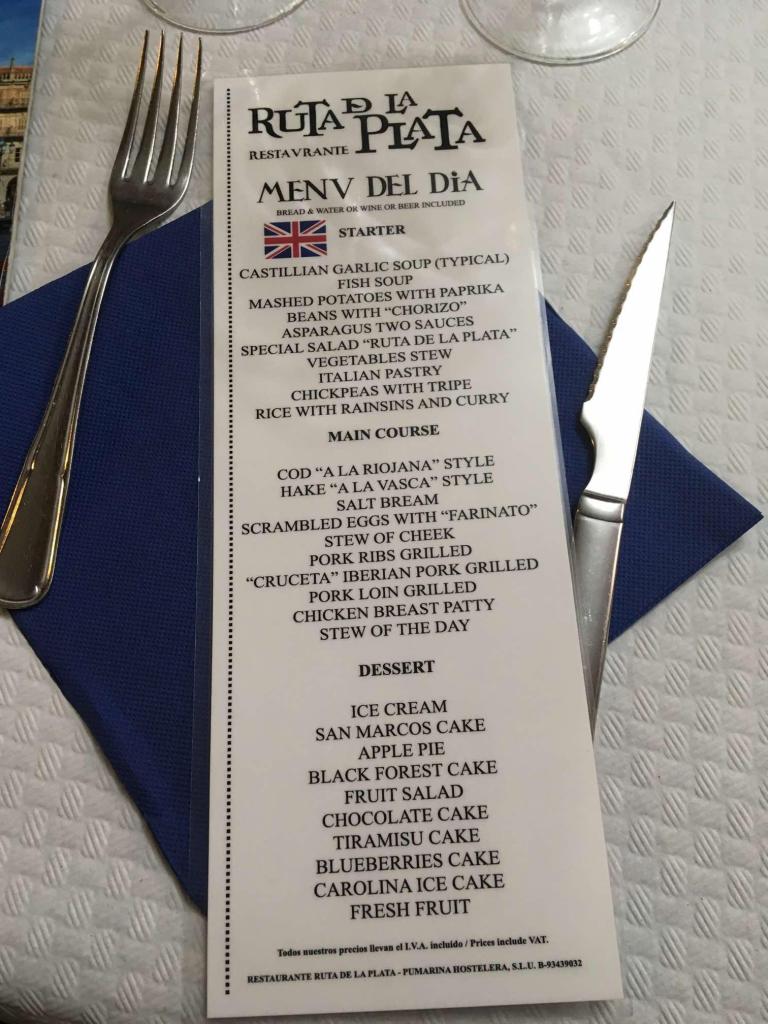 RUTA D LA
RESTAVRANTE PLATA
MENV DEL DiA
BREAD & WATER OR WINE OR BEER INCLUDED
STARTER
CASTILLIAN GARLIC SOUP (TYPICAL)
FISH SOUP
MASHED POTATOES WITH PAPRIKA
BEANS WITH “CHORIZO”
ASPARAGUS TWO SAUCES
SPECIAL SALAD “RUTA DE LA PLATA”
VEGETABLES STEW
ITALIAN PASTRY
CHICKPEAS WITH TRIPE
RICE WITH RAINSINS AND CURRY
MAIN COURSE
COD “A LA RIOJANA” STYLE
HAKE “A LA VASCA” STYLE
SALT BREAM
SCRAMBLED EGGS WITH “FARINATO”
STEW OF CHEEK
PORK RIBS GRILLED
“CRUCETA” IBERIAN PORK GRILLED
PORK LOIN GRILLED
CHICKEN BREAST PATTY
STEW OF THE DAY
DESSERT
ICE CREAM
SAN MARCOS CAKE
APPLE PIE
BLACK FOREST CAKE
FRUIT SALAD
CHOCOLATE CAKE
TIRAMISU CAKE
BLUEBERRIES CAKE
CAROLINA ICE CAKE
FRESH FRUIT
Todos nuestros precios llevan el I.V.A. incluido / Prices include VAT.
RESTAURANTE RUTA DE LA PLATA - PUMARINA HOSTELERA, S.L.U. B-93439032